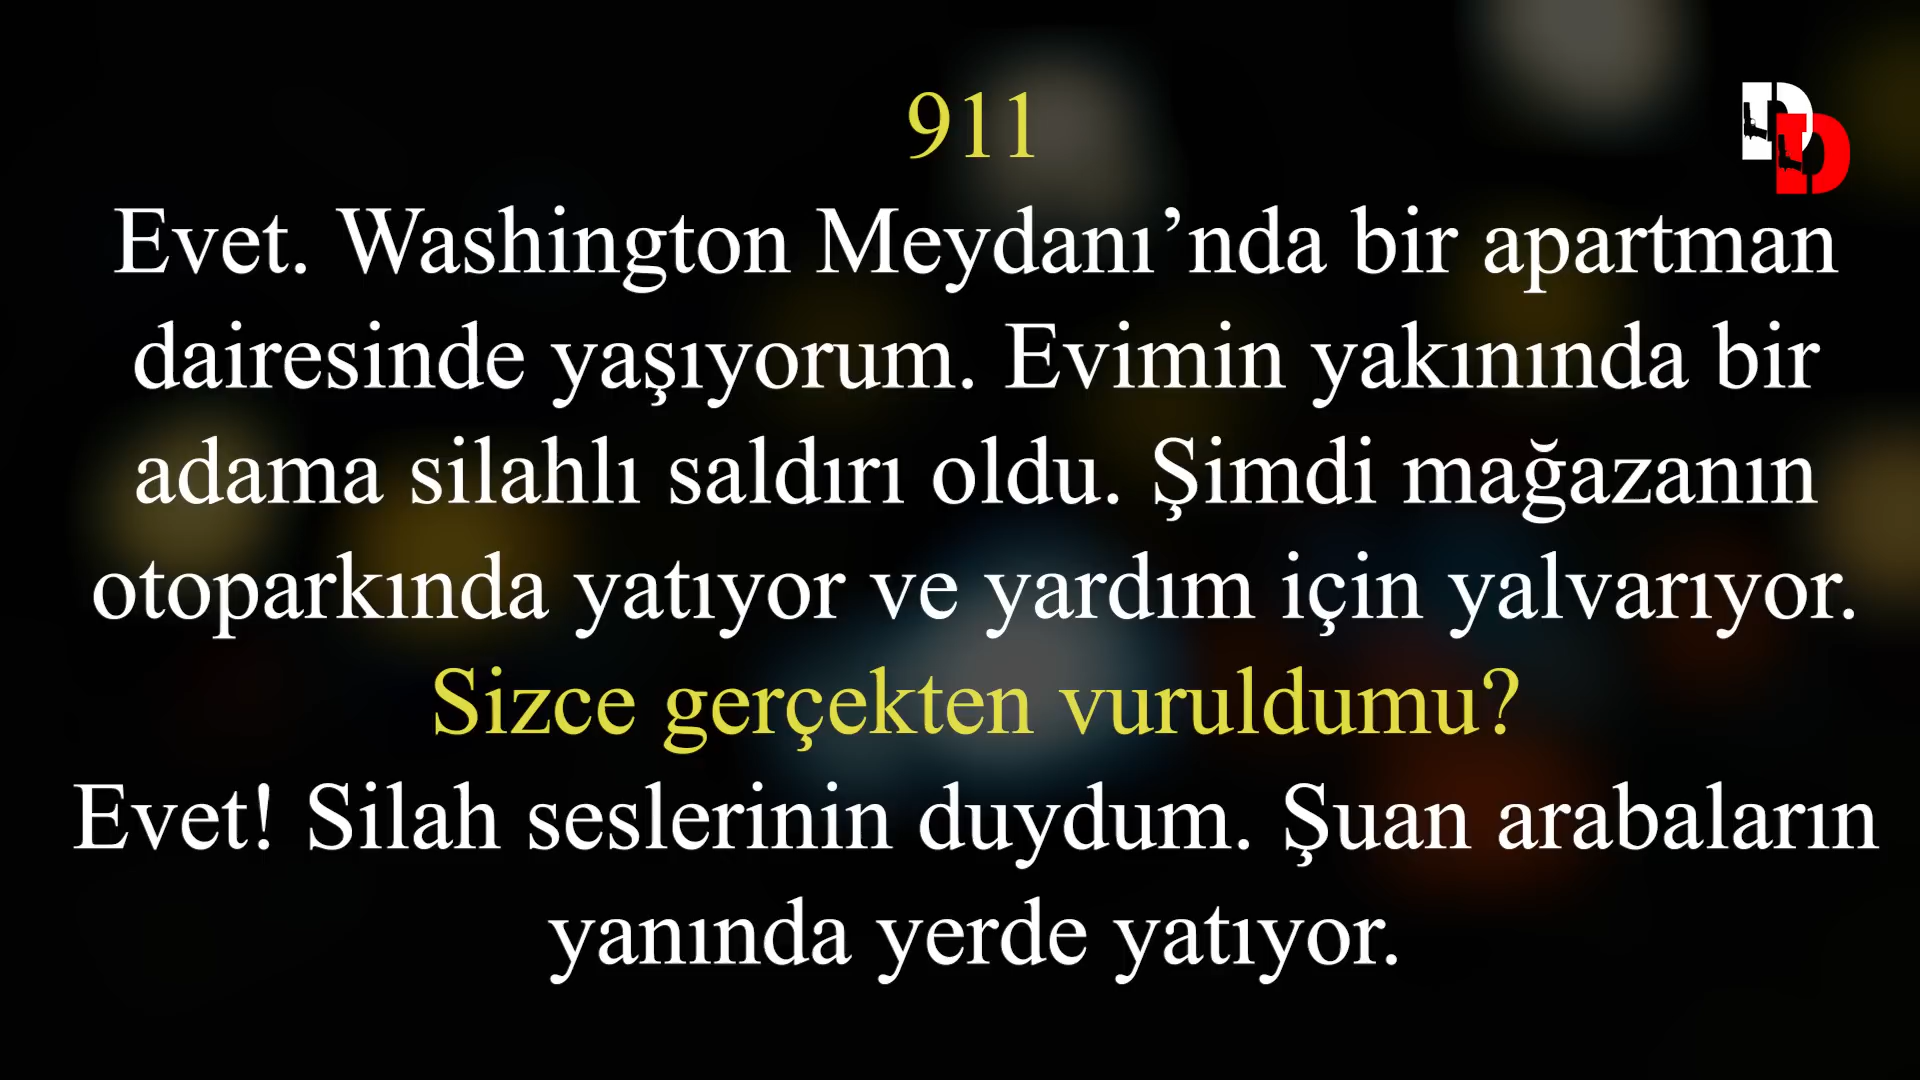 911
DD
Evet. Washington Meydanı’nda bir apartman
dairesinde yaşıyorum. Evimin yakınında bir
adama silahlı saldırı oldu. Şimdi mağazanın
otoparkında yatıyor ve yardım için yalvarıyor.
Sizce gerçekten vuruldumu?
Evet! Silah seslerinin duydum. Şuan arabaların
yanında yerde yatıyor.